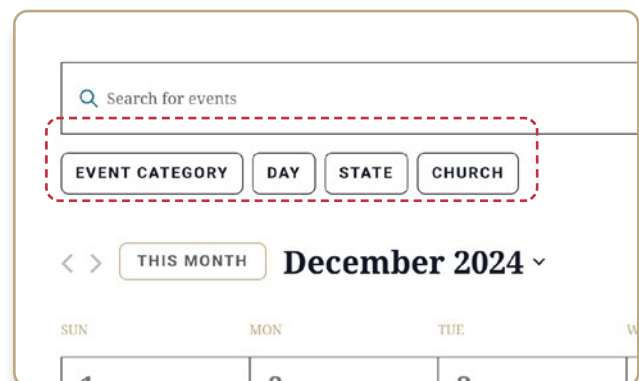 Search for events
EVENT CATEGORY DAY STATE CHURCH
THIS MONTH December 2024
SUN MON TUE